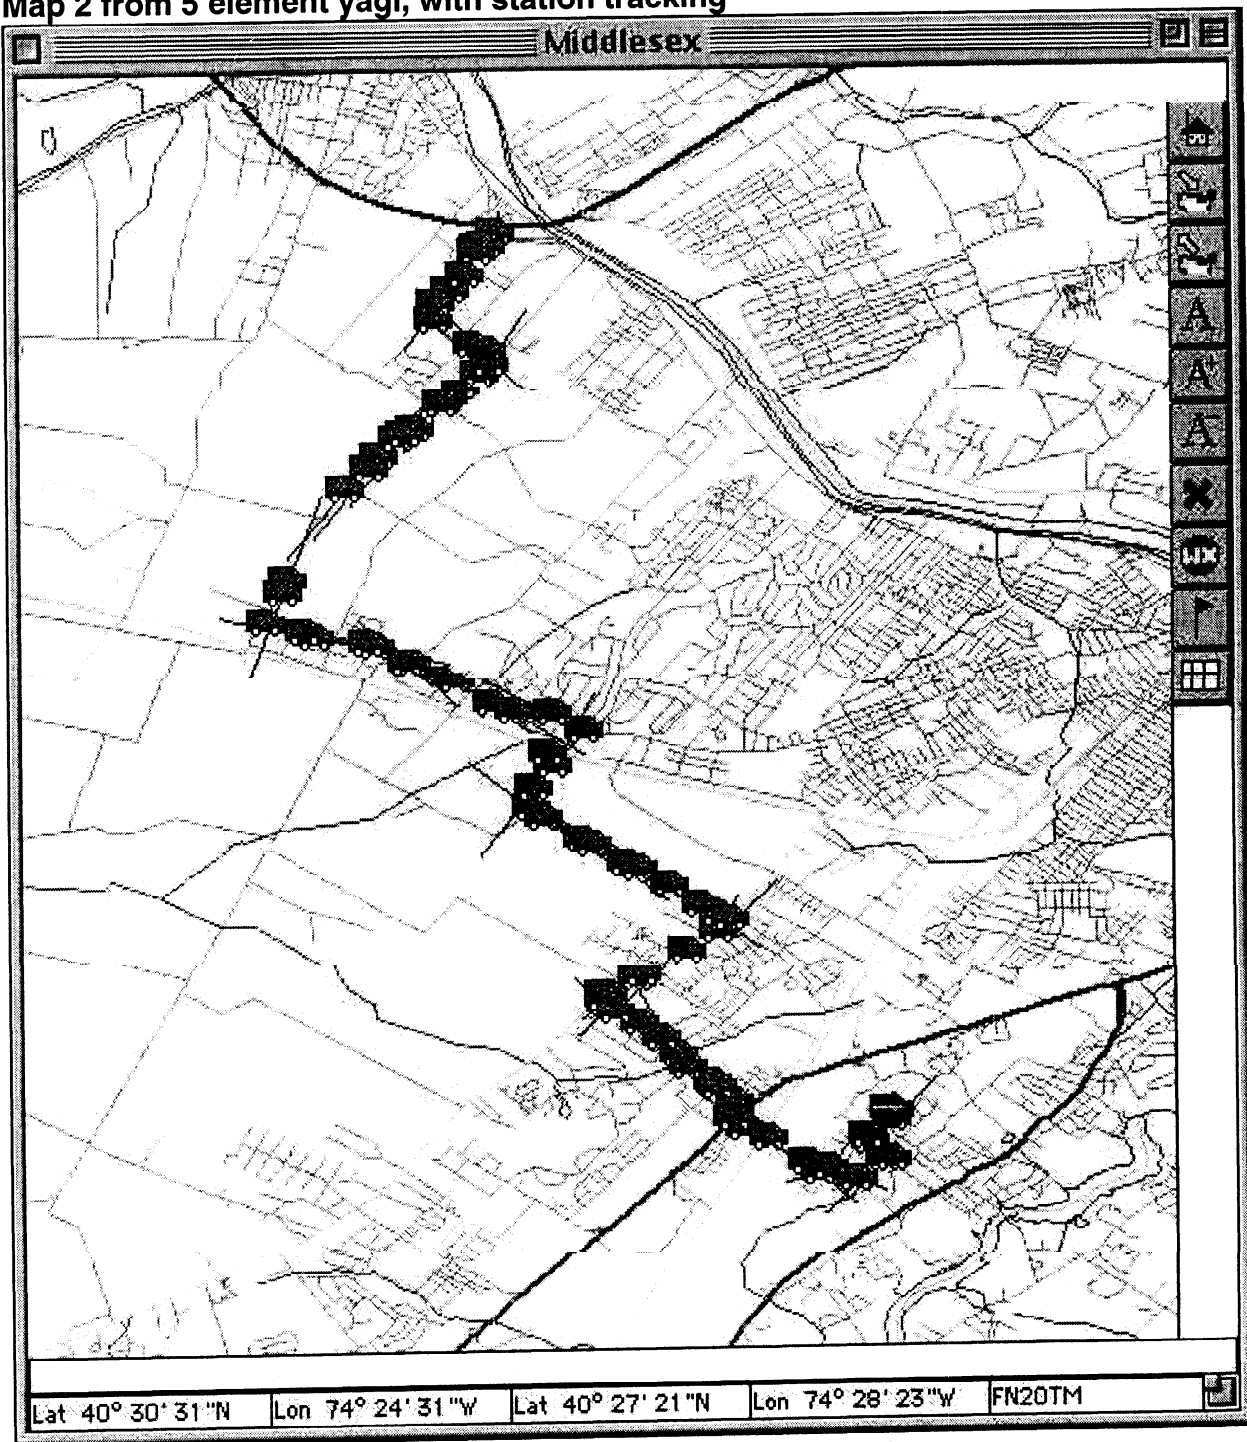 Map 2 from 5 element yagi, with station tracking
Middlesex
A
A+
A-
WX
Lat 40° 30' 31"N Lon 74° 24' 31"W Lat 40° 27' 21"N Lon 74° 28' 23"W FN20TM